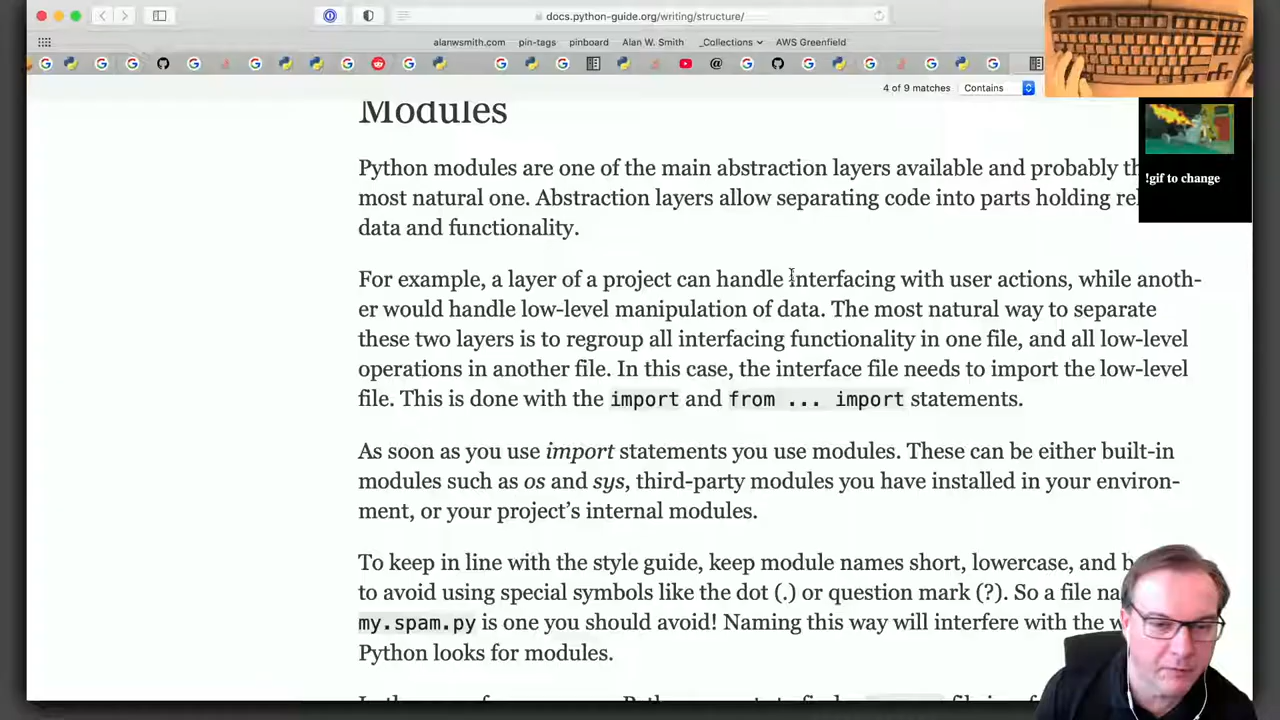 docs.python-guide.org/writing/structure/
alanwsmith.com pin-tags pinboard Alan W. Smith _Collections AWS Greenfield
4 of 9 matches Contains
!gif to change
Modules
Python modules are one of the main abstraction layers available and probably
most natural one. Abstraction layers allow separating code into parts holding
data and functionality.
For example, a layer of a project can handle interfacing with user actions, while anoth-
er would handle low-level manipulation of data. The most natural way to separate
these two layers is to regroup all interfacing functionality in one file, and all low-level
operations in another file. In this case, the interface file needs to import the low-level
file. This is done with the import and from ... import statements.
As soon as you use import statements you use modules. These can be either built-in
modules such as os and sys, third-party modules you have installed in your environ-
ment, or your project’s internal modules.
To keep in line with the style guide, keep module names short, lowercase, and
to avoid using special symbols like the dot (.) or question mark (?). So a file
my.spam.py is one you should avoid! Naming this way will interfere with the
Python looks for modules.